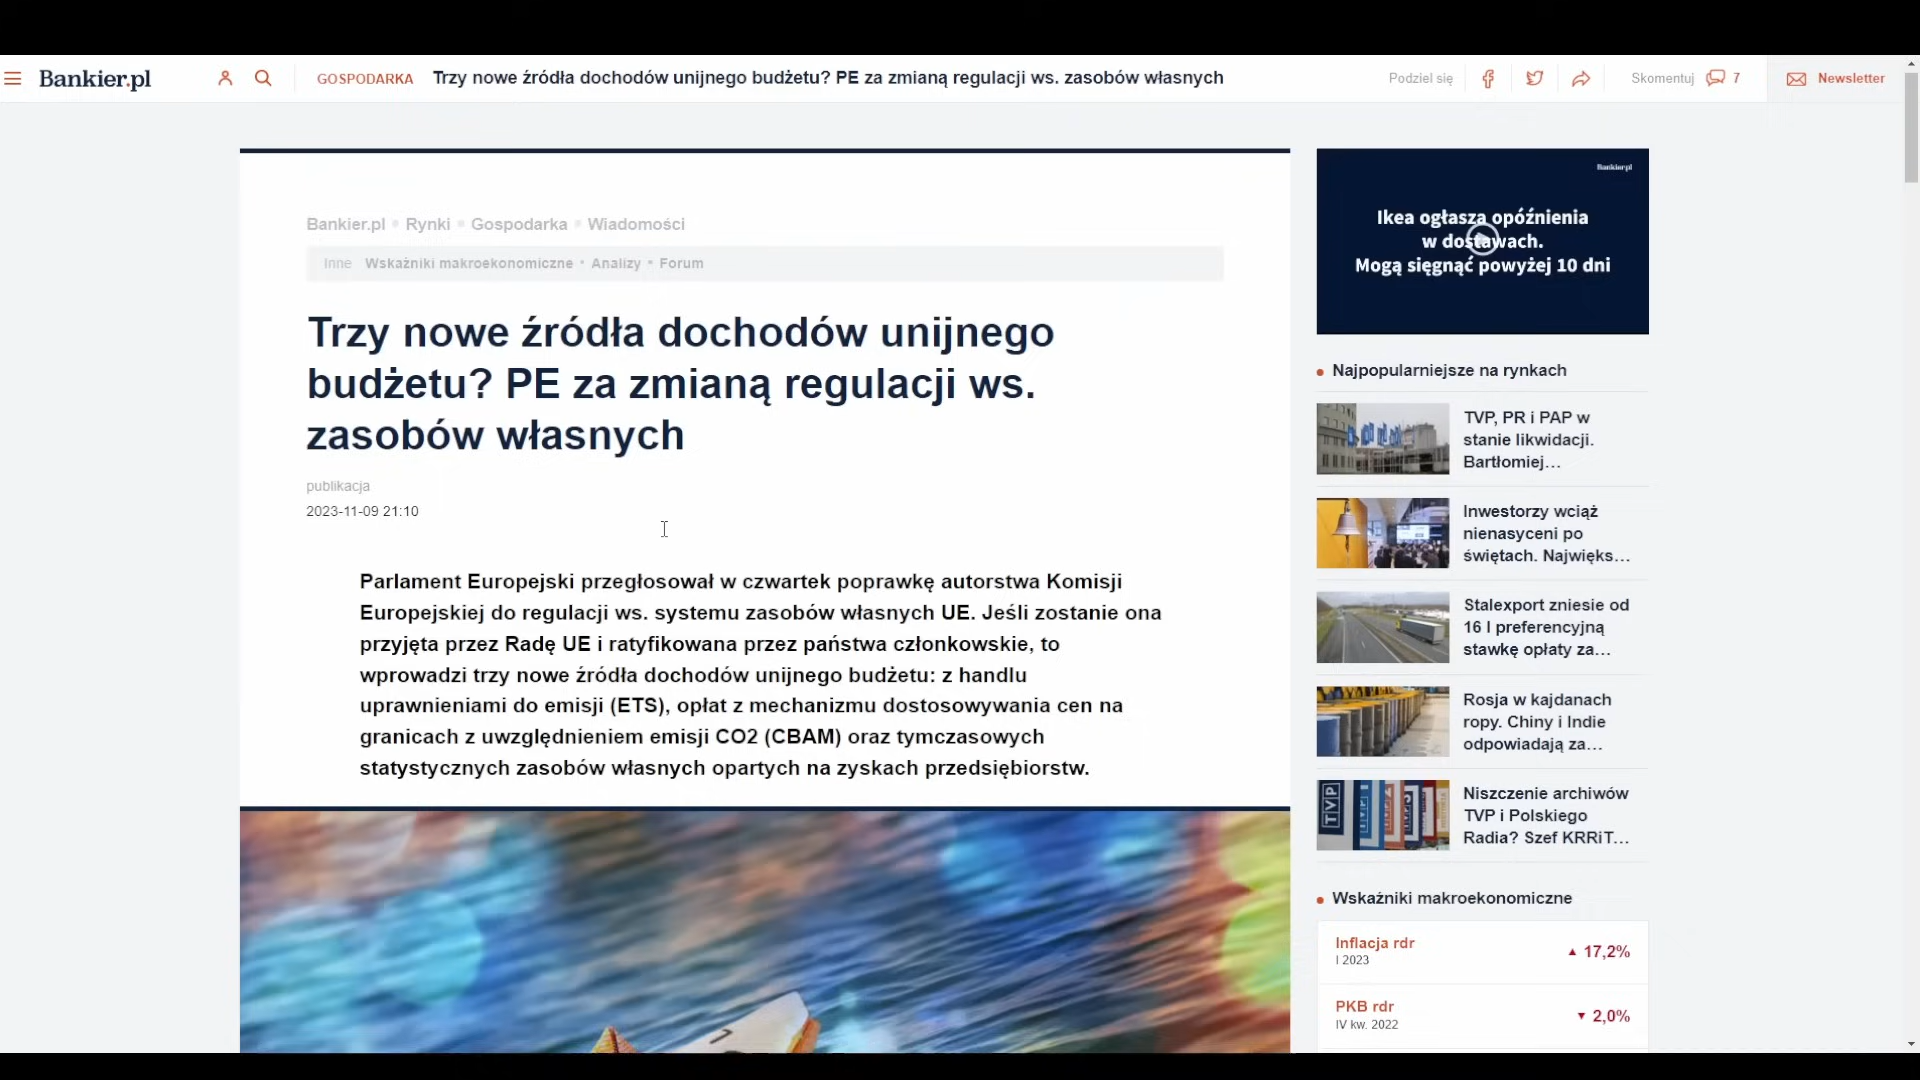 Bankier.pl
GOSPODARKA
Trzy nowe źródła dochodów unijnego budżetu? PE za zmianą regulacji ws. zasobów własnych
Podziel się
Skomentuj
7
Newsletter
Bankier.pl Rynki Gospodarka Wiadomości
Inne Wskaźniki makroekonomiczne • Analizy • Forum
Trzy nowe źródła dochodów unijnego
budżetu? PE za zmianą regulacji ws.
zasobów własnych
publikacja
2023-11-09 21:10
Parlament Europejski przegłosował w czwartek poprawkę autorstwa Komisji
Europejskiej do regulacji ws. systemu zasobów własnych UE. Jeśli zostanie ona
przyjęta przez Radę UE i ratyfikowana przez państwa członkowskie, to
wprowadzi trzy nowe źródła dochodów unijnego budżetu: z handlu
uprawnieniami do emisji (ETS), opłat z mechanizmu dostosowywania cen na
granicach z uwzględnieniem emisji CO2 (CBAM) oraz tymczasowych
statystycznych zasobów własnych opartych na zyskach przedsiębiorstw.
Bankier.pl
Ikea ogłasza opóźnienia
w dostawach.
Mogą sięgnąć powyżej 10 dni
Najpopularniejsze na rynkach
TVP, PR i PAP w
stanie likwidacji.
Bartłomiej...
Inwestorzy wciąż
nienasyceni po
świętach. Najwięks...
Stalexport zniesie od
16 I preferencyjną
stawkę opłaty za...
Rosja w kajdanach
ropy. Chiny i Indie
odpowiadają za...
TVP
Niszczenie archiwów
TVP i Polskiego
Radia? Szef KRRiT...
Wskaźniki makroekonomiczne
Inflacja rdr
I 2023
▲ 17,2%
PKB rdr
IV kw. 2022
▼ 2,0%